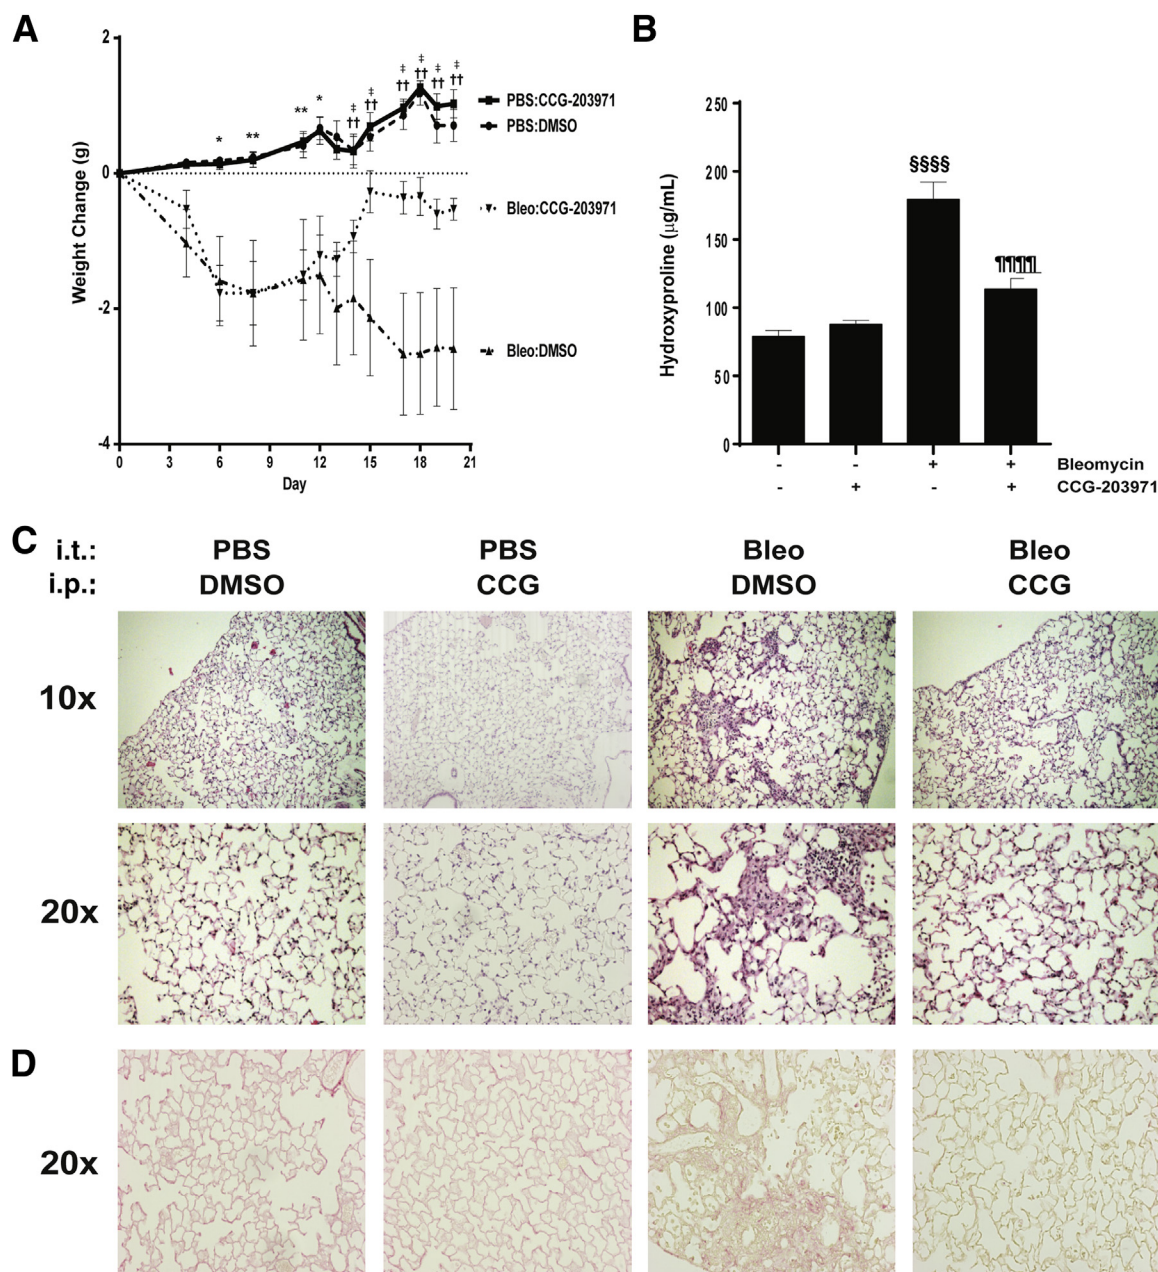 A
2
0
-2
-4
Weight Change (g)
0 3 6 9 12 15 18 21
Day
* ** ** * ‡ †† ‡ †† ‡ †† ‡ †† ‡ †† ‡ ††
PBS:CCG-203971
PBS:DMSO
Bleo:CCG-203971
Bleo:DMSO
B
250
200
150
100
50
0
Hydroxyproline (µg/mL)
§§§§
¶¶¶¶
- - + + Bleomycin
- + - + CCG-203971
C
i.t.: PBS PBS Bleo Bleo
i.p.: DMSO CCG DMSO CCG
10x
20x
D
20x